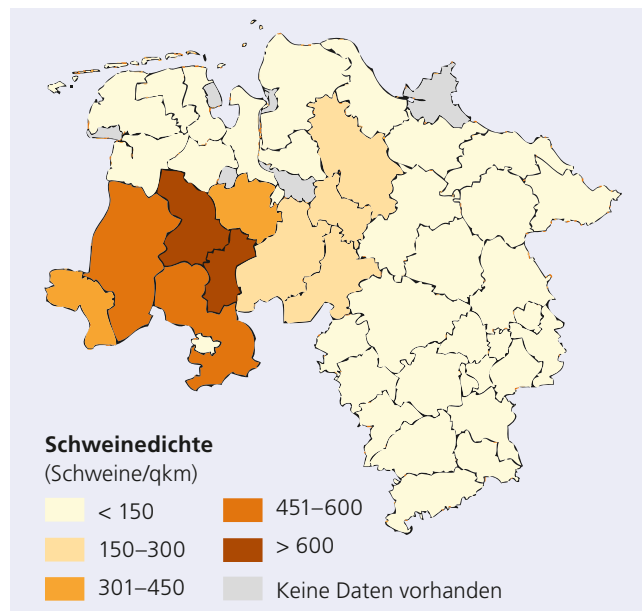 Schweinedichte
(Schweine/qkm)
< 150
150–300
301–450
451–600
> 600
Keine Daten vorhanden